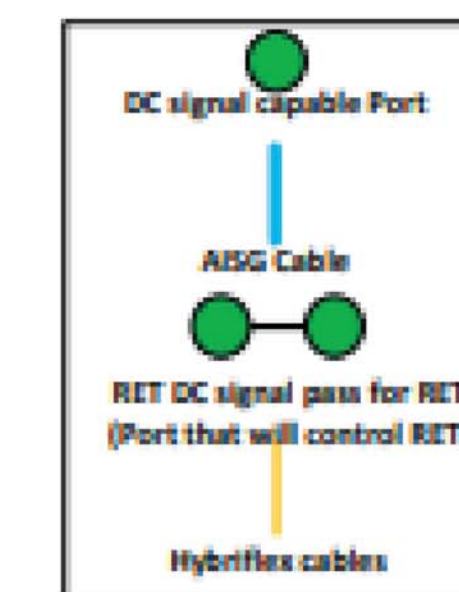 DC signal capable Port
AISG Cable
RET DC signal pass for RET
(Port that will control RET
Hybriflex cables